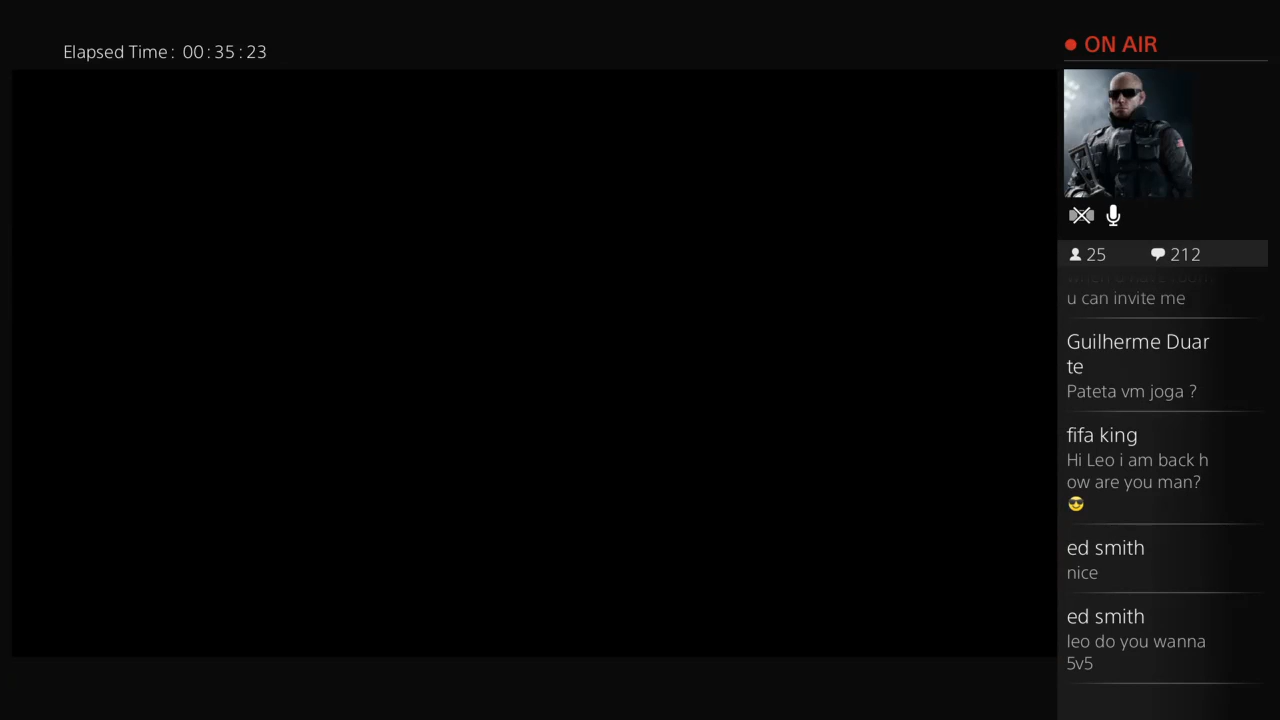 Elapsed Time: 00:35:23
ON AIR
25 212
u can invite me
Guilherme Duar
te
Pateta vm joga ?
fifa king
Hi Leo i am back h
ow are you man?
😎
ed smith
nice
ed smith
leo do you wanna
5v5